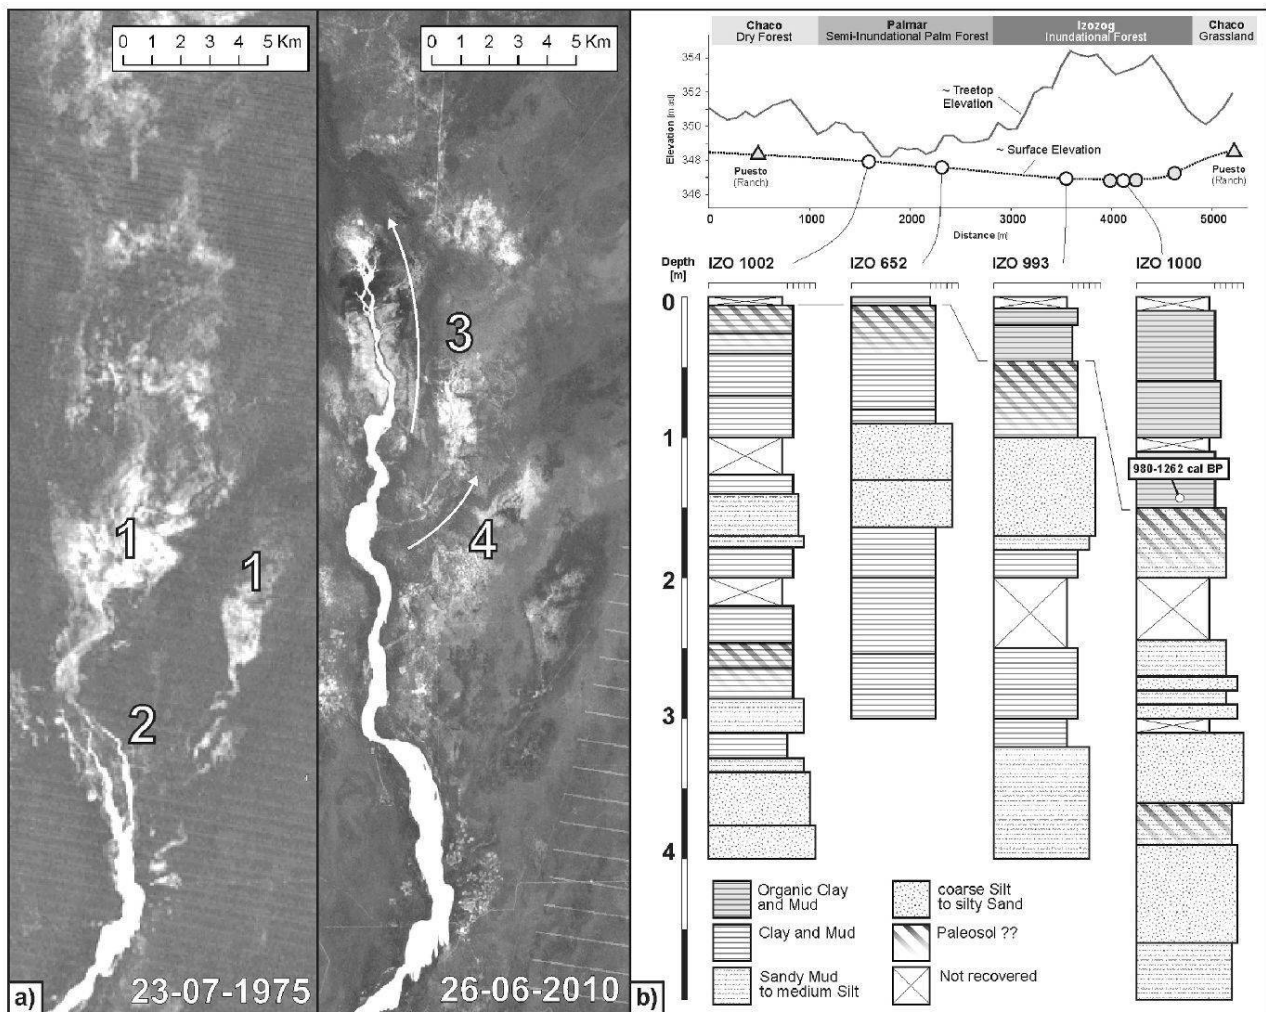 0 1 2 3 4 5 Km
1
1
2
23-07-1975
a)
0 1 2 3 4 5 Km
3
4
26-06-2010
b)
Chaco
Dry Forest
Palmar
Semi-Inundational Palm Forest
Izozog
Inundational Forest
Chaco
Grassland
Elevation [m asl]
354
352
350
348
346
~ Treetop
Elevation
~ Surface Elevation
Puesto
(Ranch)
Puesto
(Ranch)
0 1000 2000 3000 4000 5000
Distance [m]
Depth
[m]
IZO 1002
IZO 652
IZO 993
IZO 1000
0
1
2
3
4
980-1262 cal BP
Organic Clay
and Mud
Clay and Mud
Sandy Mud
to medium Silt
coarse Silt
to silty Sand
Paleosol ??
Not recovered